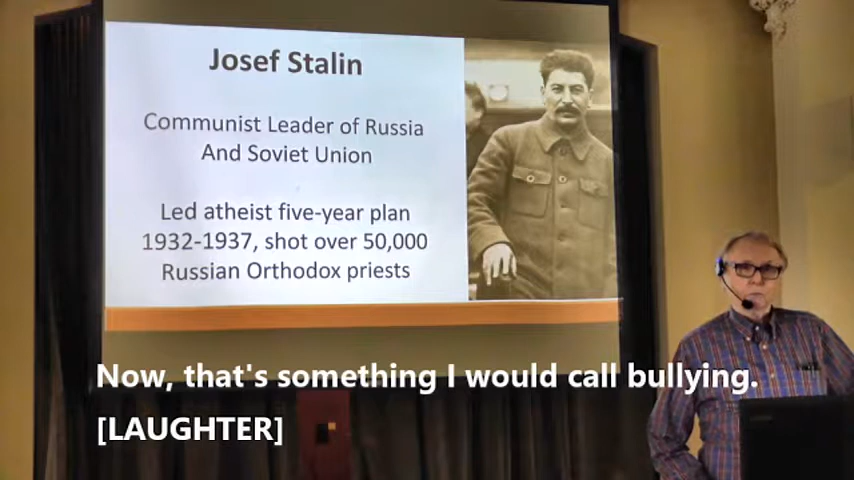 Josef Stalin
Communist Leader of Russia
And Soviet Union
Led atheist five-year plan
1932-1937, shot over 50,000
Russian Orthodox priests
Now, that's something I would call bullying.
[LAUGHTER]